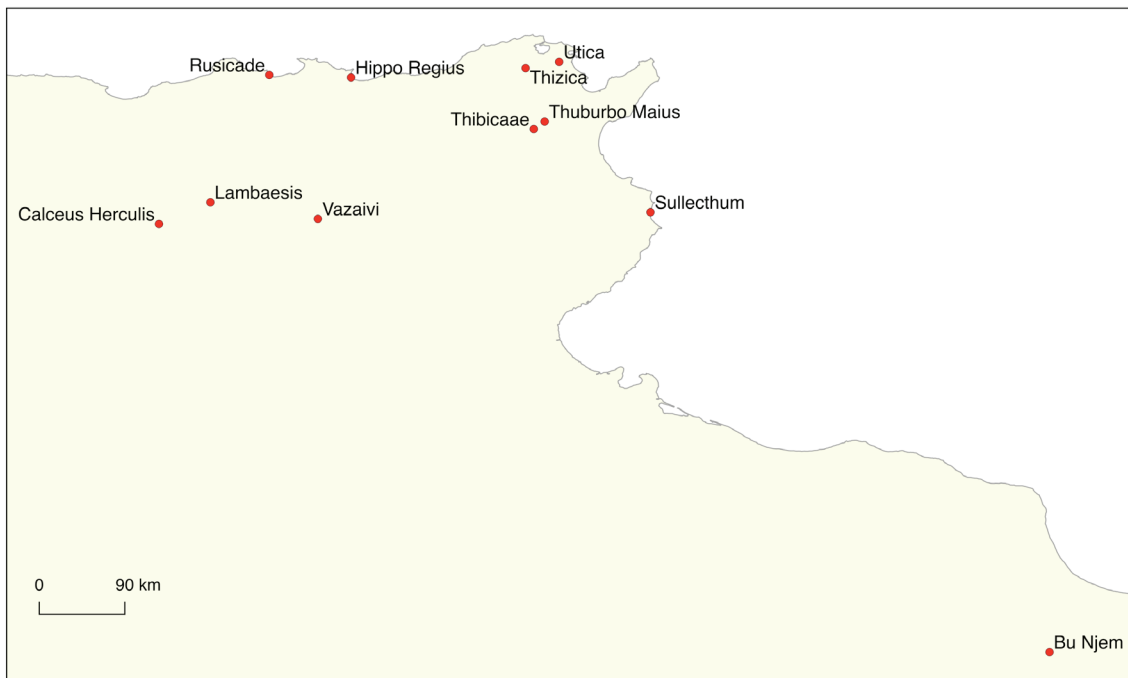 Utica
Rusicade
Hippo Regius
Thizica
Thibicaae
Thuburbo Maius
Lambaesis
Calceus Herculis
Vazaivi
Sullecthum
0 90 km
Bu Njem